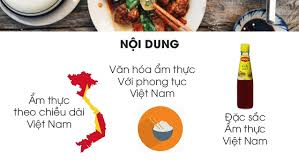 NỘI DUNG
Văn hóa ẩm thực
Với phong tục
Việt Nam
Ẩm thực
theo chiều dài
Việt Nam
Đặc sắc
Ẩm thực
Việt Nam